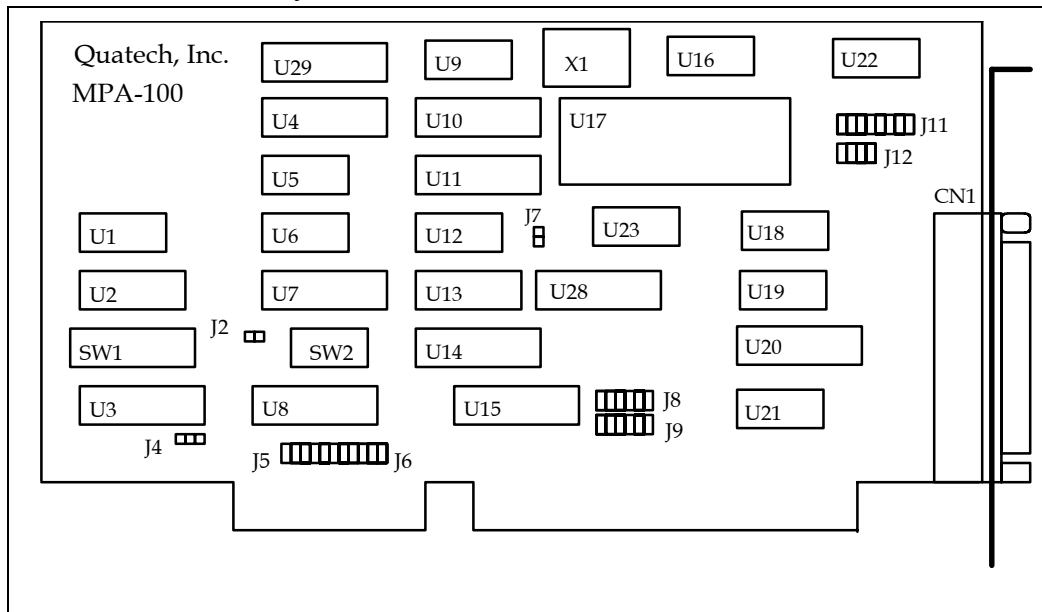 Quatech, Inc.
MPA-100
U29
U9
X1
U16
U22
U4
U10
U17
J11
J12
U5
U11
CN1
U1
U6
U12
J7
U23
U18
U2
U7
U13
U28
U19
J2
SW1
SW2
U14
U20
U3
U8
U15
J8
J9
U21
J4
J5
J6